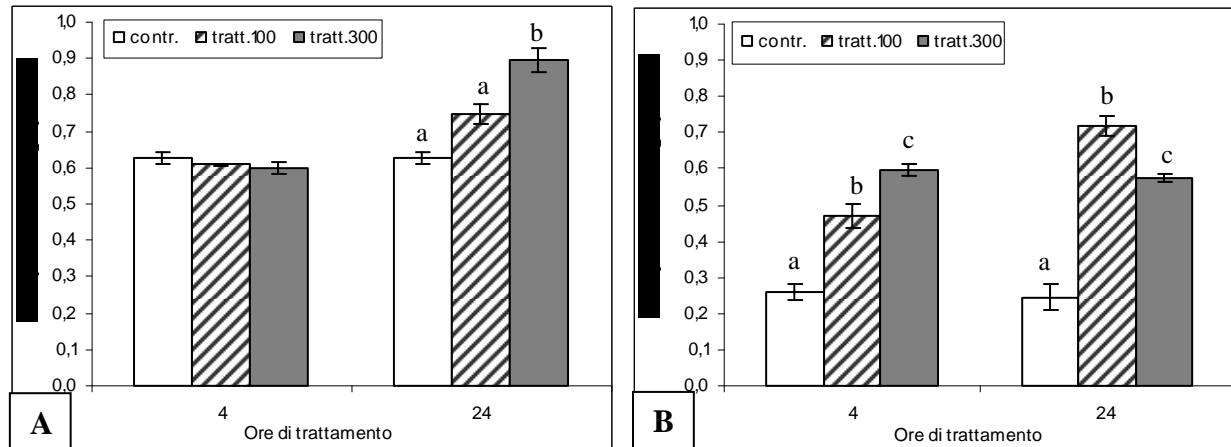 contr. tratt.100 tratt.300
1,0
0,9
0,8
0,7
0,6
0,5
0,4
0,3
0,2
0,1
0,0
a
a
b
4 24
Ore di trattamento
A
contr. tratt.100 tratt.300
1,0
0,9
0,8
0,7
0,6
0,5
0,4
0,3
0,2
0,1
0,0
a
b
c
a
b
c
4 24
Ore di trattamento
B